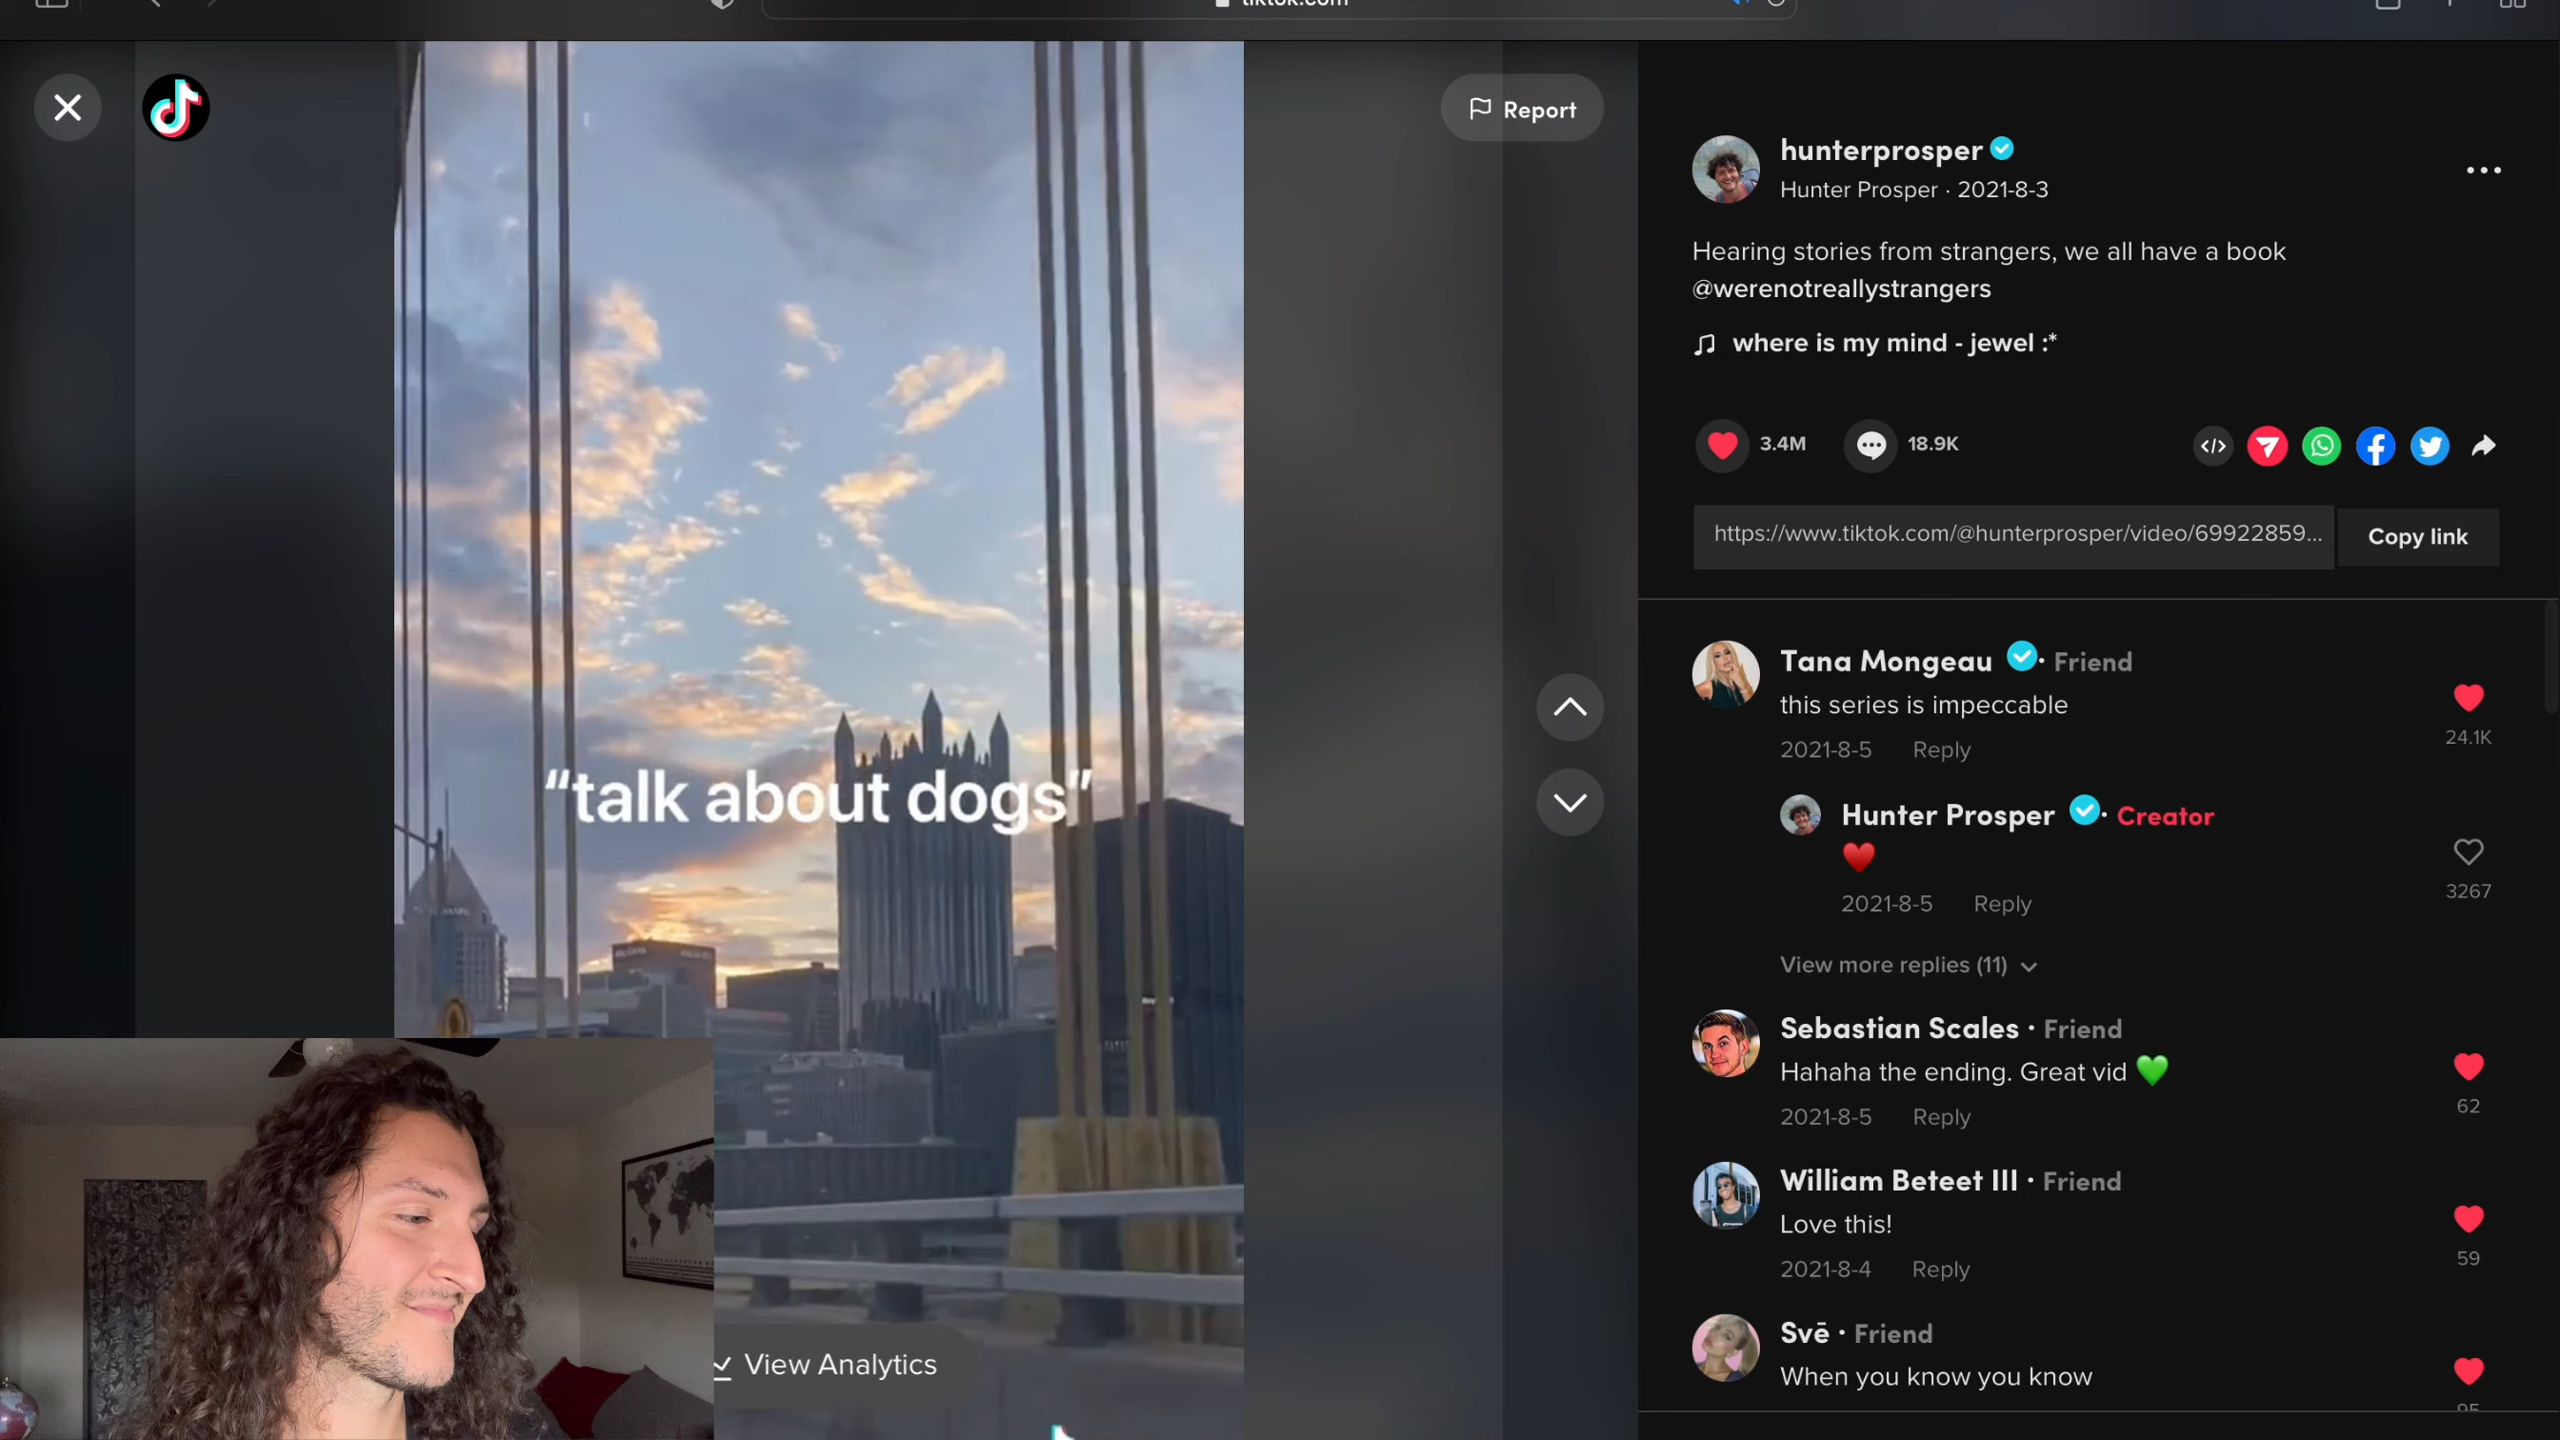 tiktok.com
Report
"talk about dogs"
View Analytics
hunterprosper
Hunter Prosper · 2021-8-3
Hearing stories from strangers, we all have a book
@werenotreallystrangers
where is my mind - jewel :*
3.4M
18.9K
https://www.tiktok.com/@hunterprosper/video/69922859...
Copy link
Tana Mongeau · Friend
this series is impeccable
2021-8-5 Reply
24.1K
Hunter Prosper · Creator
♥
2021-8-5 Reply
3267
View more replies (11)
Sebastian Scales · Friend
Hahaha the ending. Great vid 💚
2021-8-5 Reply
62
William Beteet III · Friend
Love this!
2021-8-4 Reply
59
Svē · Friend
When you know you know
95